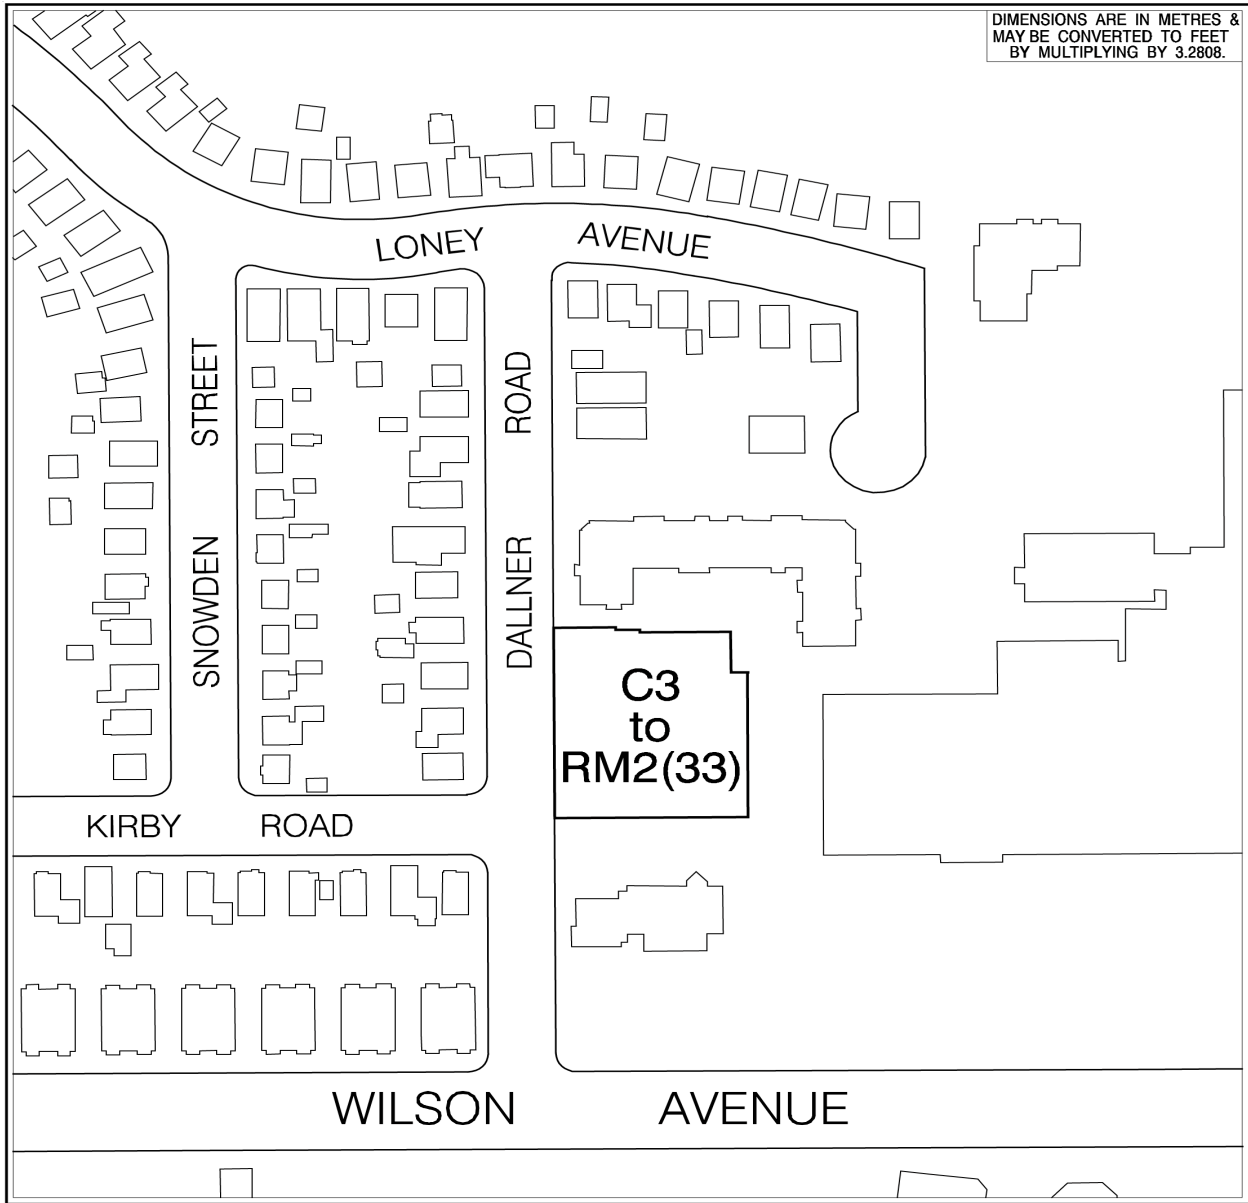 DIMENSIONS ARE IN METRES &
MAY BE CONVERTED TO FEET
BY MULTIPLYING BY 3.2808.
LONEY AVENUE
SNOWDEN STREET
DALLNER ROAD
C3
to
RM2(33)
KIRBY ROAD
WILSON AVENUE